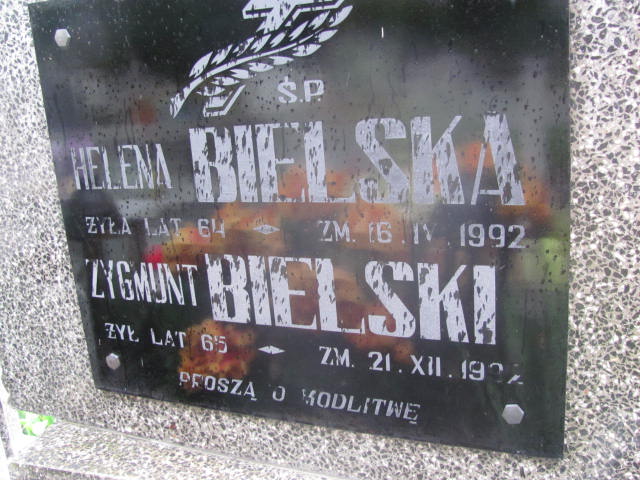 Ś.P.
HELENA BIELSKA
ŻYŁA LAT 64 ZM. 16.IV.1992
ZYGMUNT BIELSKI
ŻYŁ LAT 65 ZM. 21.XII.1992
PROSZĄ O MODLITWĘ